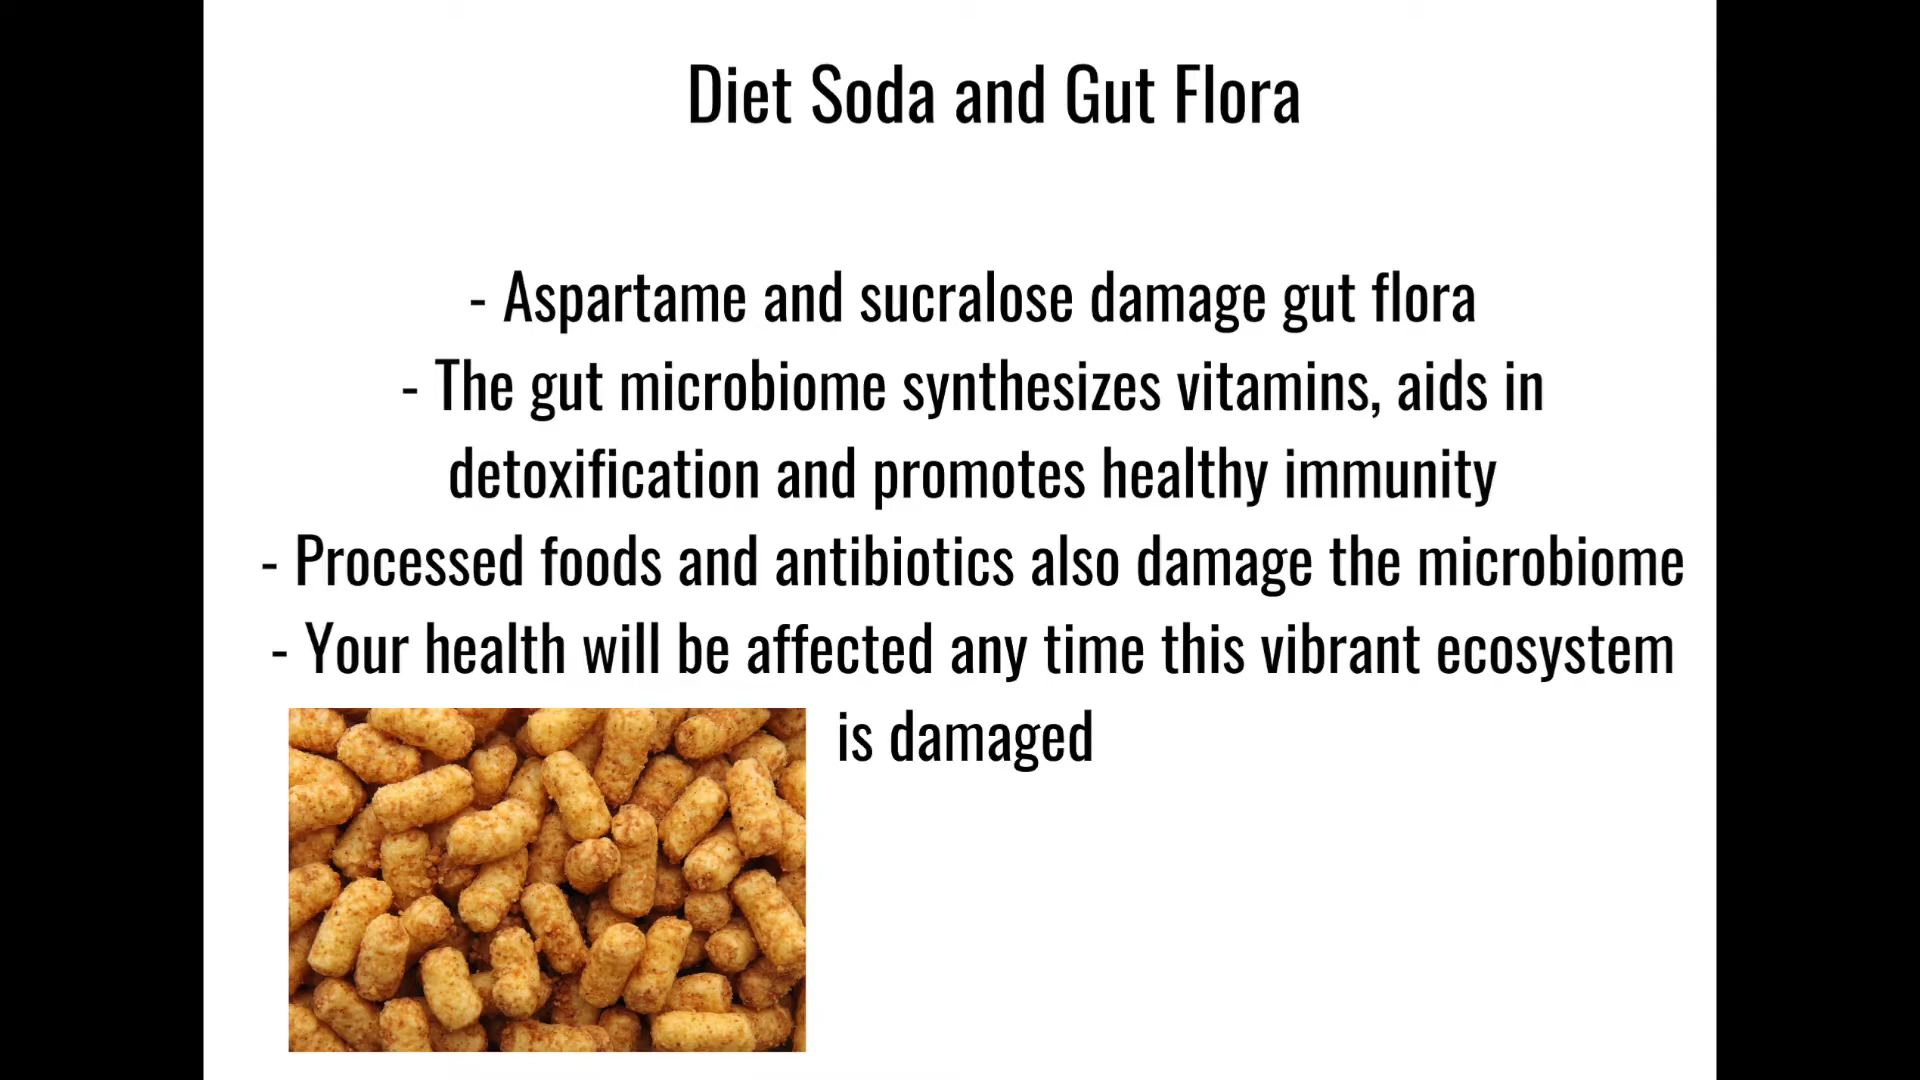 Diet Soda and Gut Flora
- Aspartame and sucralose damage gut flora
- The gut microbiome synthesizes vitamins, aids in
detoxification and promotes healthy immunity
- Processed foods and antibiotics also damage the microbiome
- Your health will be affected any time this vibrant ecosystem
is damaged